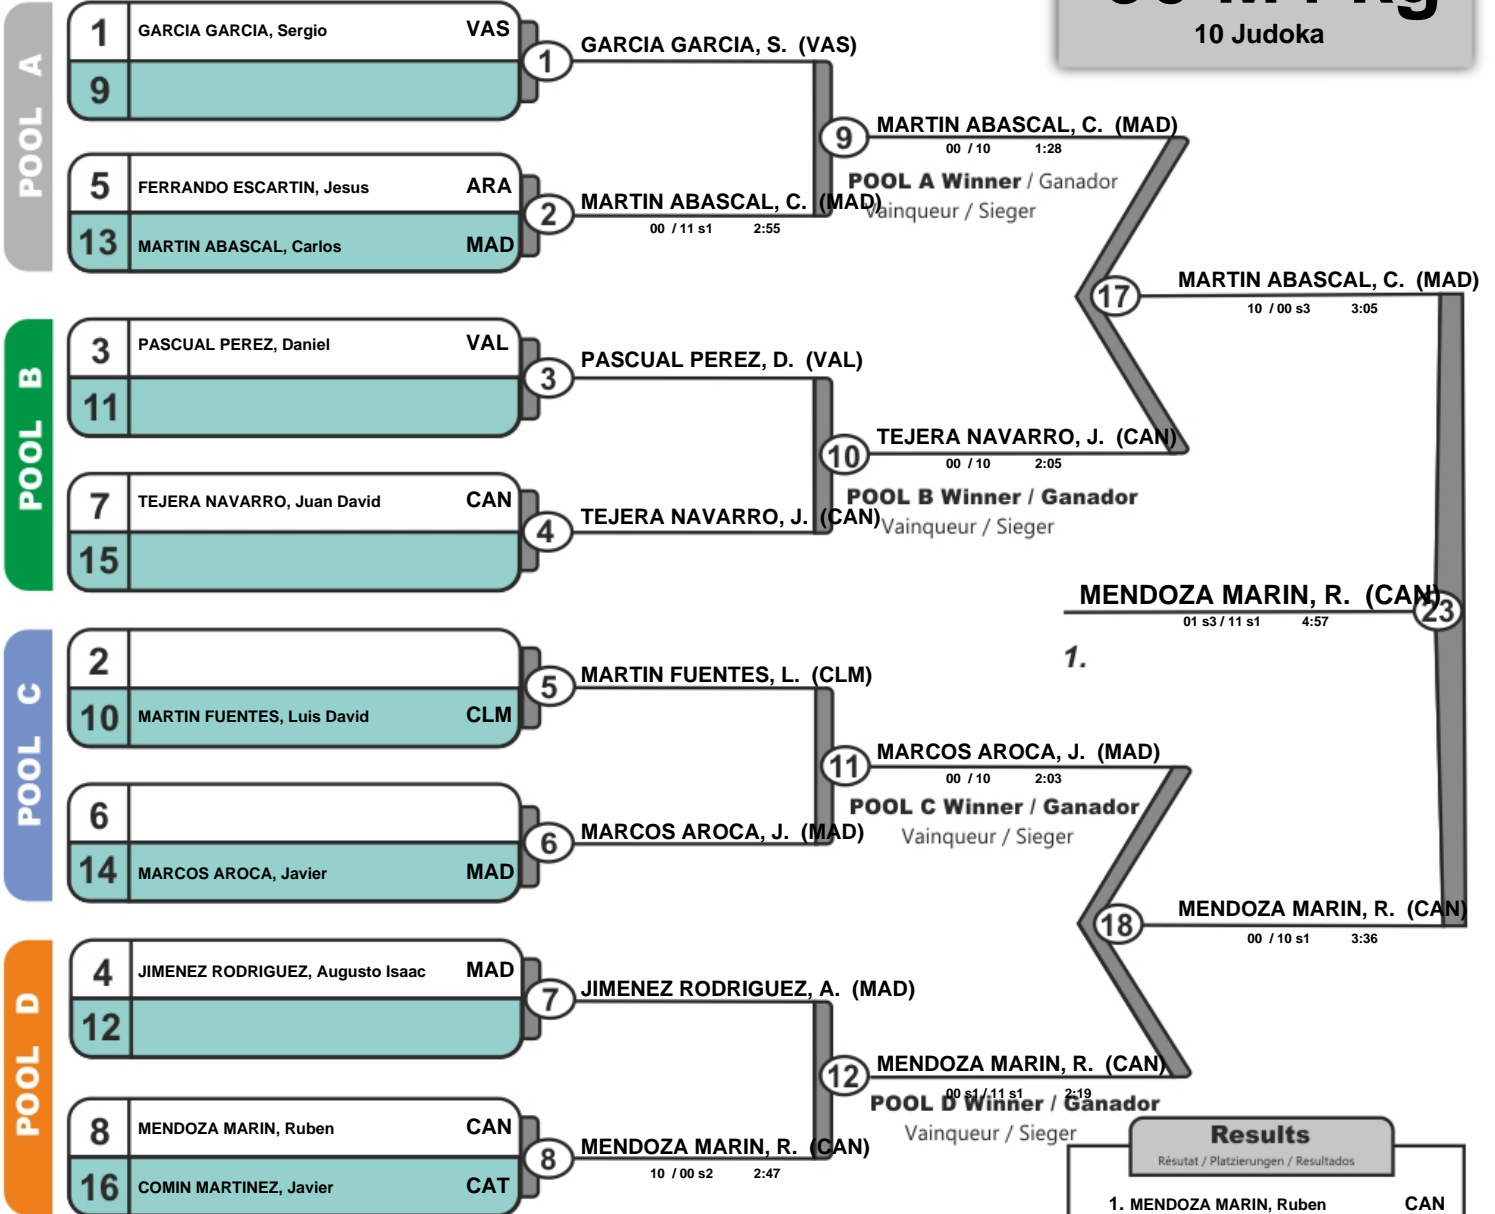 10 Judoka
POOL A
1 GARCIA GARCIA, Sergio VAS
9
1
GARCIA GARCIA, S. (VAS)
5 FERRANDO ESCARTIN, Jesus ARA
13 MARTIN ABASCAL, Carlos MAD
2
MARTIN ABASCAL, C. (MAD)
00 / 11 s1 2:55
9
MARTIN ABASCAL, C. (MAD)
00 / 10 1:28
POOL A Winner / Ganador
Vainqueur / Sieger
POOL B
3 PASCUAL PEREZ, Daniel VAL
11
3
PASCUAL PEREZ, D. (VAL)
7 TEJERA NAVARRO, Juan David CAN
15
4
TEJERA NAVARRO, J. (CAN)
10
TEJERA NAVARRO, J. (CAN)
00 / 10 2:05
POOL B Winner / Ganador
Vainqueur / Sieger
17
MARTIN ABASCAL, C. (MAD)
10 / 00 s3 3:05
MENDOZA MARIN, R. (CAN)
23
01 s3 / 11 s1 4:57
1.
POOL C
2
10 MARTIN FUENTES, Luis David CLM
5
MARTIN FUENTES, L. (CLM)
6
14 MARCOS AROCA, Javier MAD
6
MARCOS AROCA, J. (MAD)
11
MARCOS AROCA, J. (MAD)
00 / 10 2:03
POOL C Winner / Ganador
Vainqueur / Sieger
POOL D
4 JIMENEZ RODRIGUEZ, Augusto Isaac MAD
12
7
JIMENEZ RODRIGUEZ, A. (MAD)
8 MENDOZA MARIN, Ruben CAN
16 COMIN MARTINEZ, Javier CAT
8
MENDOZA MARIN, R. (CAN)
10 / 00 s2 2:47
12
MENDOZA MARIN, R. (CAN)
00 s1 / 11 s1 2:19
POOL D Winner / Ganador
Vainqueur / Sieger
18
MENDOZA MARIN, R. (CAN)
00 / 10 s1 3:36
Results
Résutat / Platzierungen / Resultados
1. MENDOZA MARIN, Ruben CAN